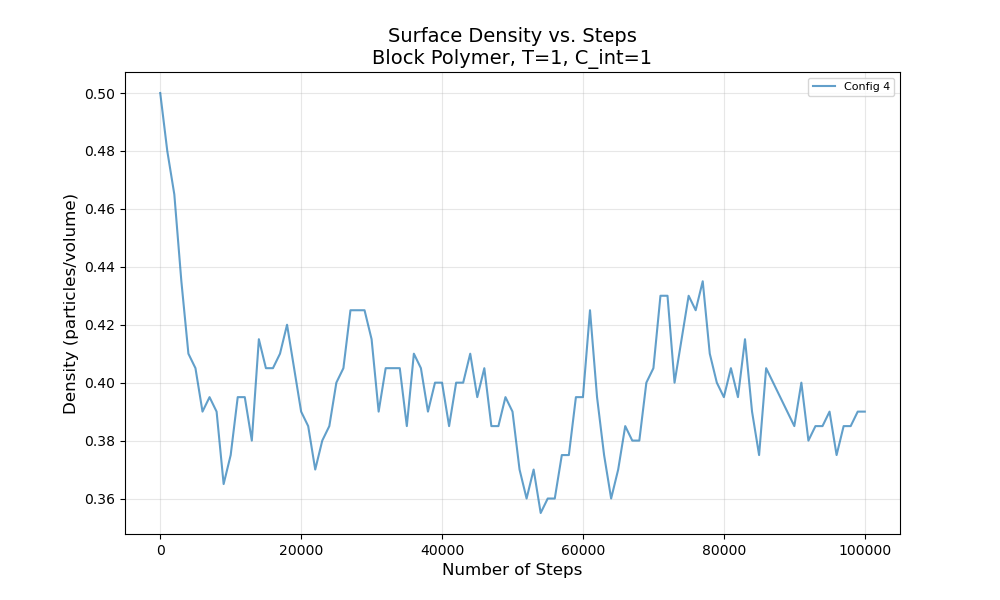 Surface Density vs. Steps
Block Polymer, T=1, C_int=1
Config 4
Density (particles/volume)
0.50
0.48
0.46
0.44
0.42
0.40
0.38
0.36
0
20000
40000
60000
80000
100000
Number of Steps